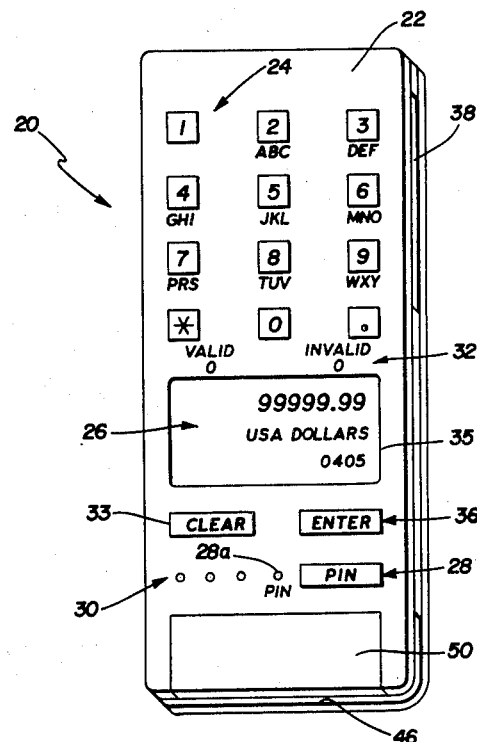 22
24
20
1 2 3
ABC DEF
38
4 5 6
GHI JKL MNO
7 8 9
PRS TUV WXY
* 0 .
VALID INVALID
0 0
32
99999.99
26
USA DOLLARS
35
0405
33 CLEAR ENTER 36
28a
30 PIN PIN 28
50
46